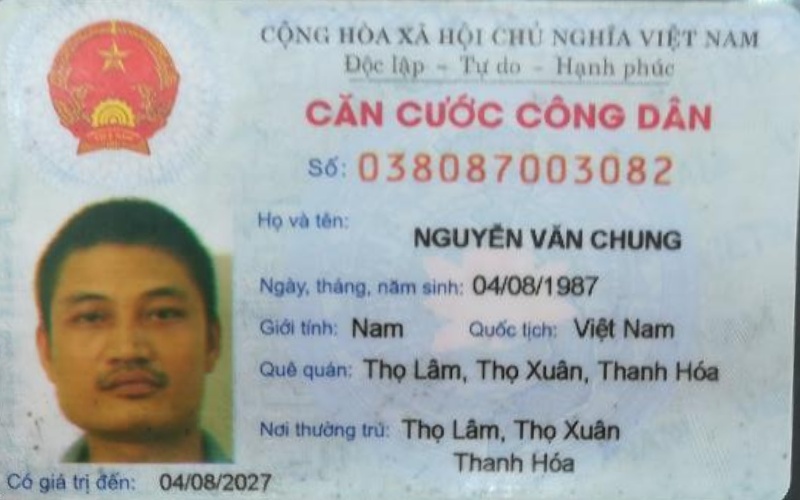 CỘNG HÒA XÃ HỘI CHỦ NGHĨA VIỆT NAM
Độc lập - Tự do - Hạnh phúc
CĂN CƯỚC CÔNG DÂN
Số: 038087003082
Họ và tên:
NGUYỄN VĂN CHUNG
Ngày, tháng, năm sinh: 04/08/1987
Giới tính: Nam Quốc tịch: Việt Nam
Quê quán: Thọ Lâm, Thọ Xuân, Thanh Hóa
Nơi thường trú: Thọ Lâm, Thọ Xuân
Thanh Hóa
Có giá trị đến: 04/08/2027